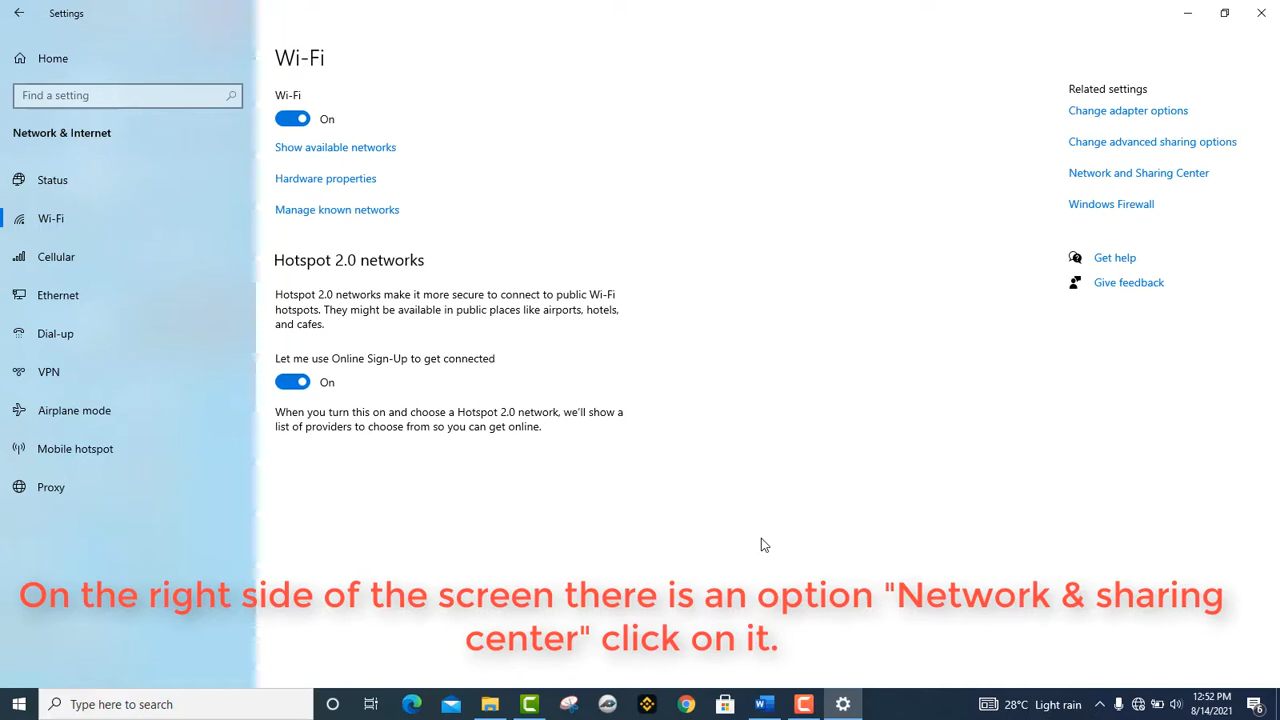 Settings
Home
Find a setting
Network & Internet
Status
Wi-Fi
Cellular
Ethernet
Dial-up
VPN
Airplane mode
Mobile hotspot
Proxy
Wi-Fi
Wi-Fi
On
Show available networks
Hardware properties
Manage known networks
Hotspot 2.0 networks
Hotspot 2.0 networks make it more secure to connect to public Wi-Fi
hotspots. They might be available in public places like airports, hotels,
and cafes.
Let me use Online Sign-Up to get connected
On
When you turn this on and choose a Hotspot 2.0 network, we'll show a
list of providers to choose from so you can get online.
Related settings
Change adapter options
Change advanced sharing options
Network and Sharing Center
Windows Firewall
Get help
Give feedback
On the right side of the screen there is an option "Network & sharing
center" click on it.
Type here to search
28°C Light rain
12:52 PM
8/14/2021
6